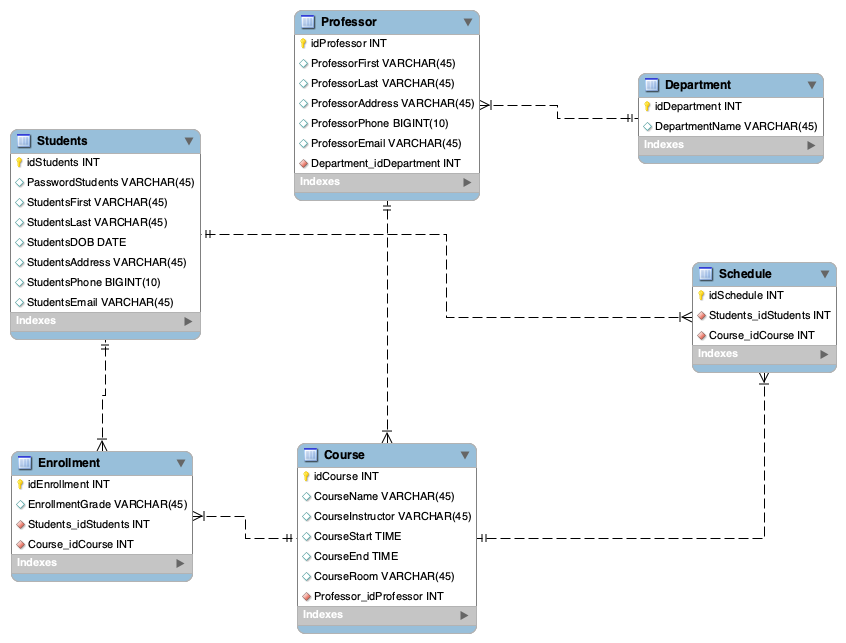 Professor
idProfessor INT
ProfessorFirst VARCHAR(45)
ProfessorLast VARCHAR(45)
ProfessorAddress VARCHAR(45)
ProfessorPhone BIGINT(10)
ProfessorEmail VARCHAR(45)
Department_idDepartment INT
Indexes
Department
idDepartment INT
DepartmentName VARCHAR(45)
Indexes
Students
idStudents INT
PasswordStudents VARCHAR(45)
StudentsFirst VARCHAR(45)
StudentsLast VARCHAR(45)
StudentsDOB DATE
StudentsAddress VARCHAR(45)
StudentsPhone BIGINT(10)
StudentsEmail VARCHAR(45)
Indexes
Schedule
idSchedule INT
Students_idStudents INT
Course_idCourse INT
Indexes
Enrollment
idEnrollment INT
EnrollmentGrade VARCHAR(45)
Students_idStudents INT
Course_idCourse INT
Indexes
Course
idCourse INT
CourseName VARCHAR(45)
CourseInstructor VARCHAR(45)
CourseStart TIME
CourseEnd TIME
CourseRoom VARCHAR(45)
Professor_idProfessor INT
Indexes